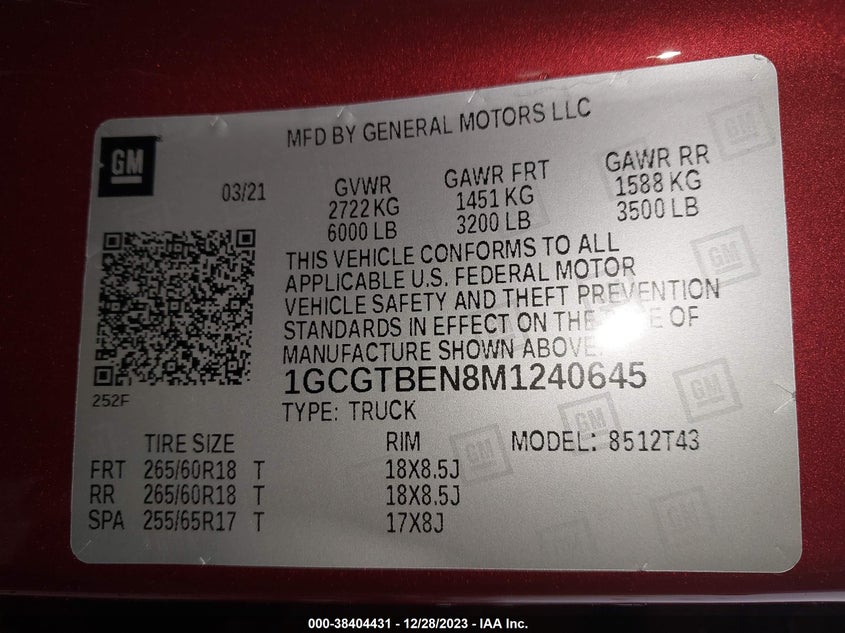 GM
MFD BY GENERAL MOTORS LLC
03/21
GVWR
2722 KG
6000 LB
GAWR FRT
1451 KG
3200 LB
GAWR RR
1588 KG
3500 LB
THIS VEHICLE CONFORMS TO ALL
APPLICABLE U.S. FEDERAL MOTOR
VEHICLE SAFETY AND THEFT PREVENTION
STANDARDS IN EFFECT ON THE OF
MANUFACTURE SHOWN ABOVE.
1GCGTBEN8M1240645
252F
TYPE: TRUCK
TIRE SIZE RIM MODEL: 8512T43
FRT 265/60R18 T 18X8.5J
RR 265/60R18 T 18X8.5J
SPA 255/65R17 T 17X8J
000-38404431 - 12/28/2023 - IAA Inc.